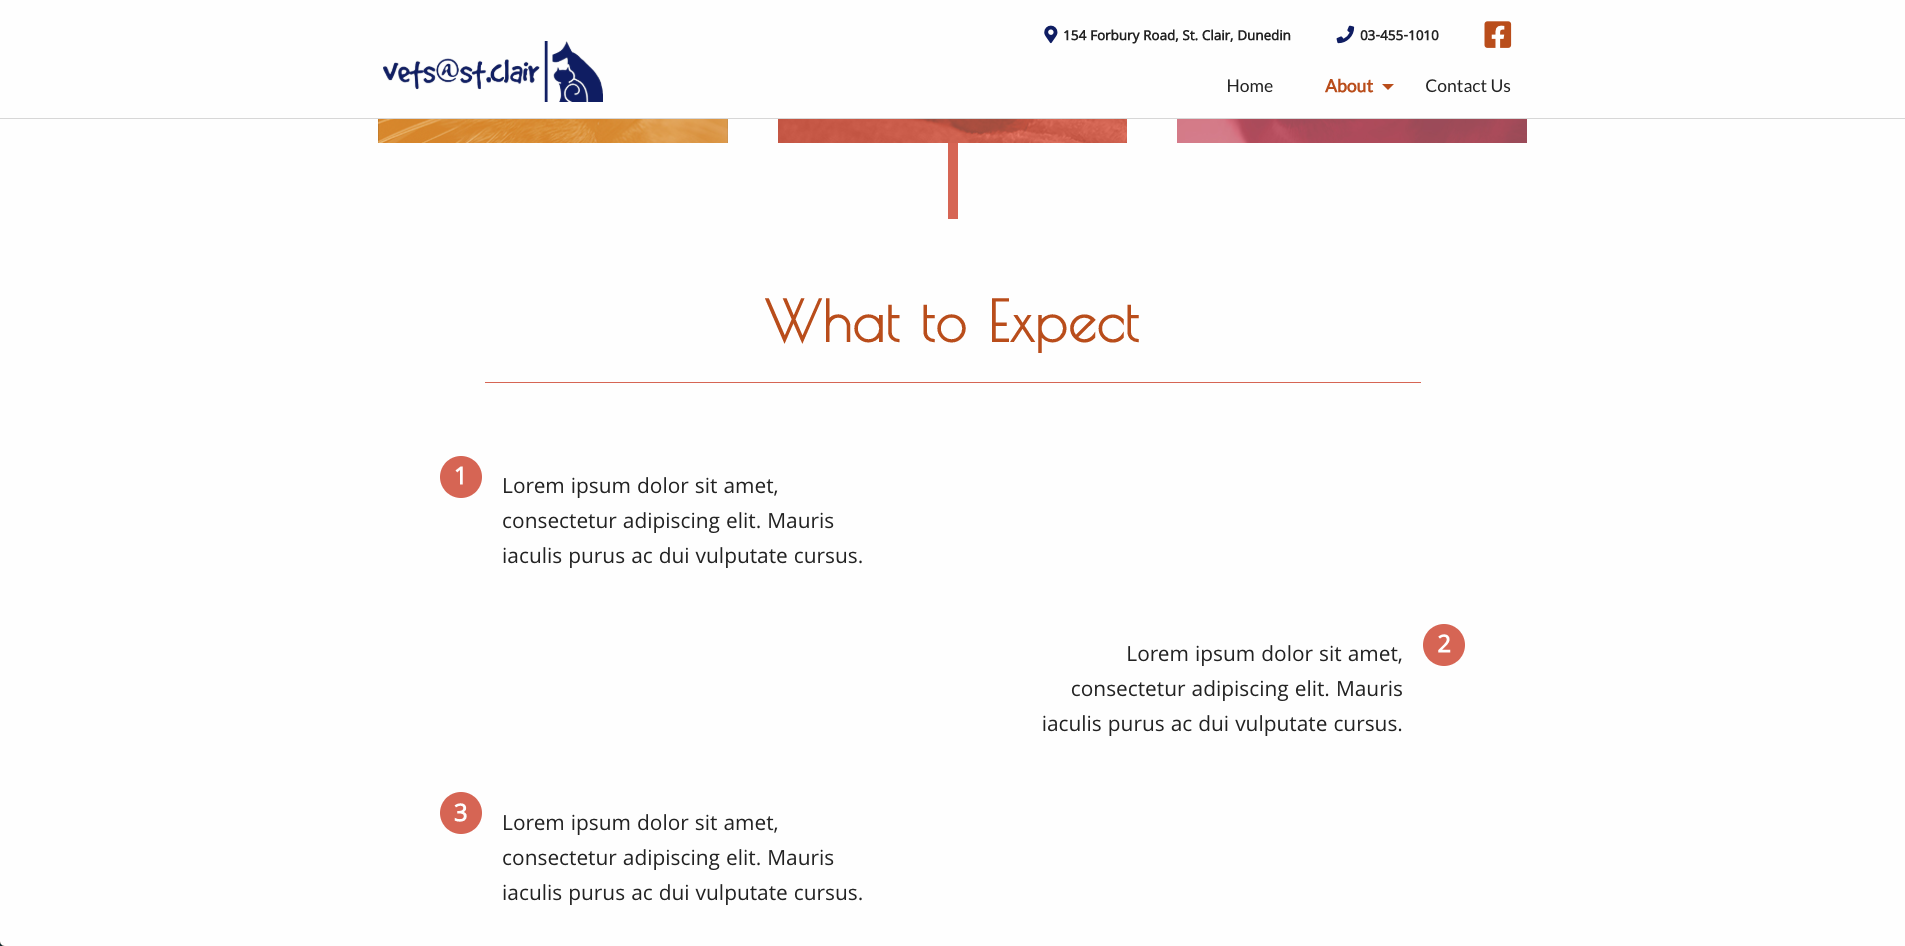 154 Forbury Road, St. Clair, Dunedin
03-455-1010
vets@st.clair
Home
About
Contact Us
What to Expect
1
Lorem ipsum dolor sit amet,
consectetur adipiscing elit. Mauris
iaculis purus ac dui vulputate cursus.
2
Lorem ipsum dolor sit amet,
consectetur adipiscing elit. Mauris
iaculis purus ac dui vulputate cursus.
3
Lorem ipsum dolor sit amet,
consectetur adipiscing elit. Mauris
iaculis purus ac dui vulputate cursus.